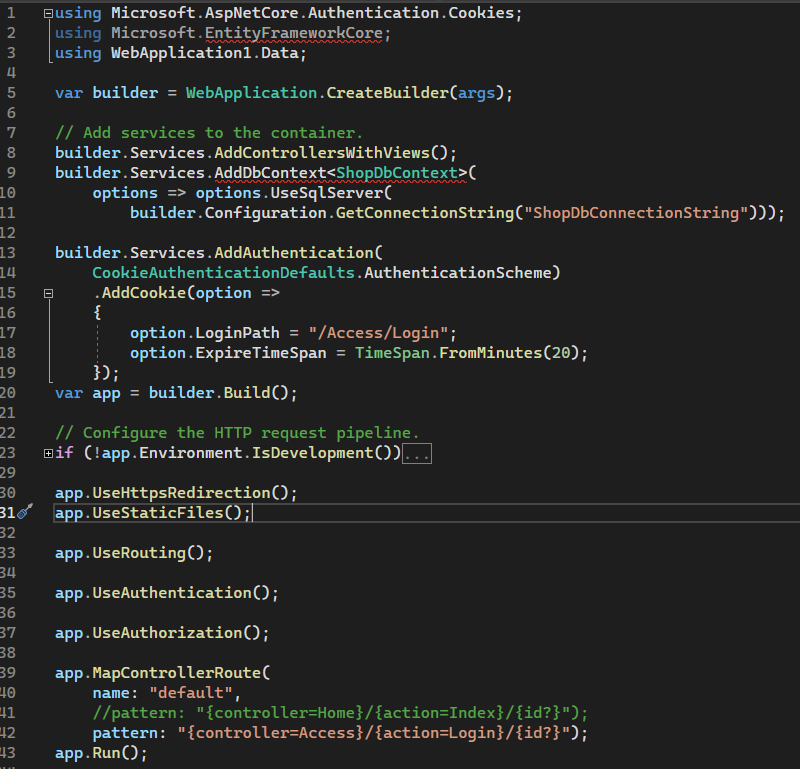 1 using Microsoft.AspNetCore.Authentication.Cookies;
2 using Microsoft.EntityFrameworkCore;
3 using WebApplication1.Data;
4
5 var builder = WebApplication.CreateBuilder(args);
6
7 // Add services to the container.
8 builder.Services.AddControllersWithViews();
9 builder.Services.AddDbContext<ShopDbContext>(
10 options => options.UseSqlServer(
11 builder.Configuration.GetConnectionString("ShopDbConnectionString")));
12
13 builder.Services.AddAuthentication(
14 CookieAuthenticationDefaults.AuthenticationScheme)
15 .AddCookie(option =>
16 {
17 option.LoginPath = "/Access/Login";
18 option.ExpireTimeSpan = TimeSpan.FromMinutes(20);
19 });
20 var app = builder.Build();
21
22 // Configure the HTTP request pipeline.
23 if (!app.Environment.IsDevelopment())...
29
30 app.UseHttpsRedirection();
31 app.UseStaticFiles();
32
33 app.UseRouting();
34
35 app.UseAuthentication();
36
37 app.UseAuthorization();
38
39 app.MapControllerRoute(
40 name: "default",
41 //pattern: "{controller=Home}/{action=Index}/{id?}");
42 pattern: "{controller=Access}/{action=Login}/{id?}");
43 app.Run();